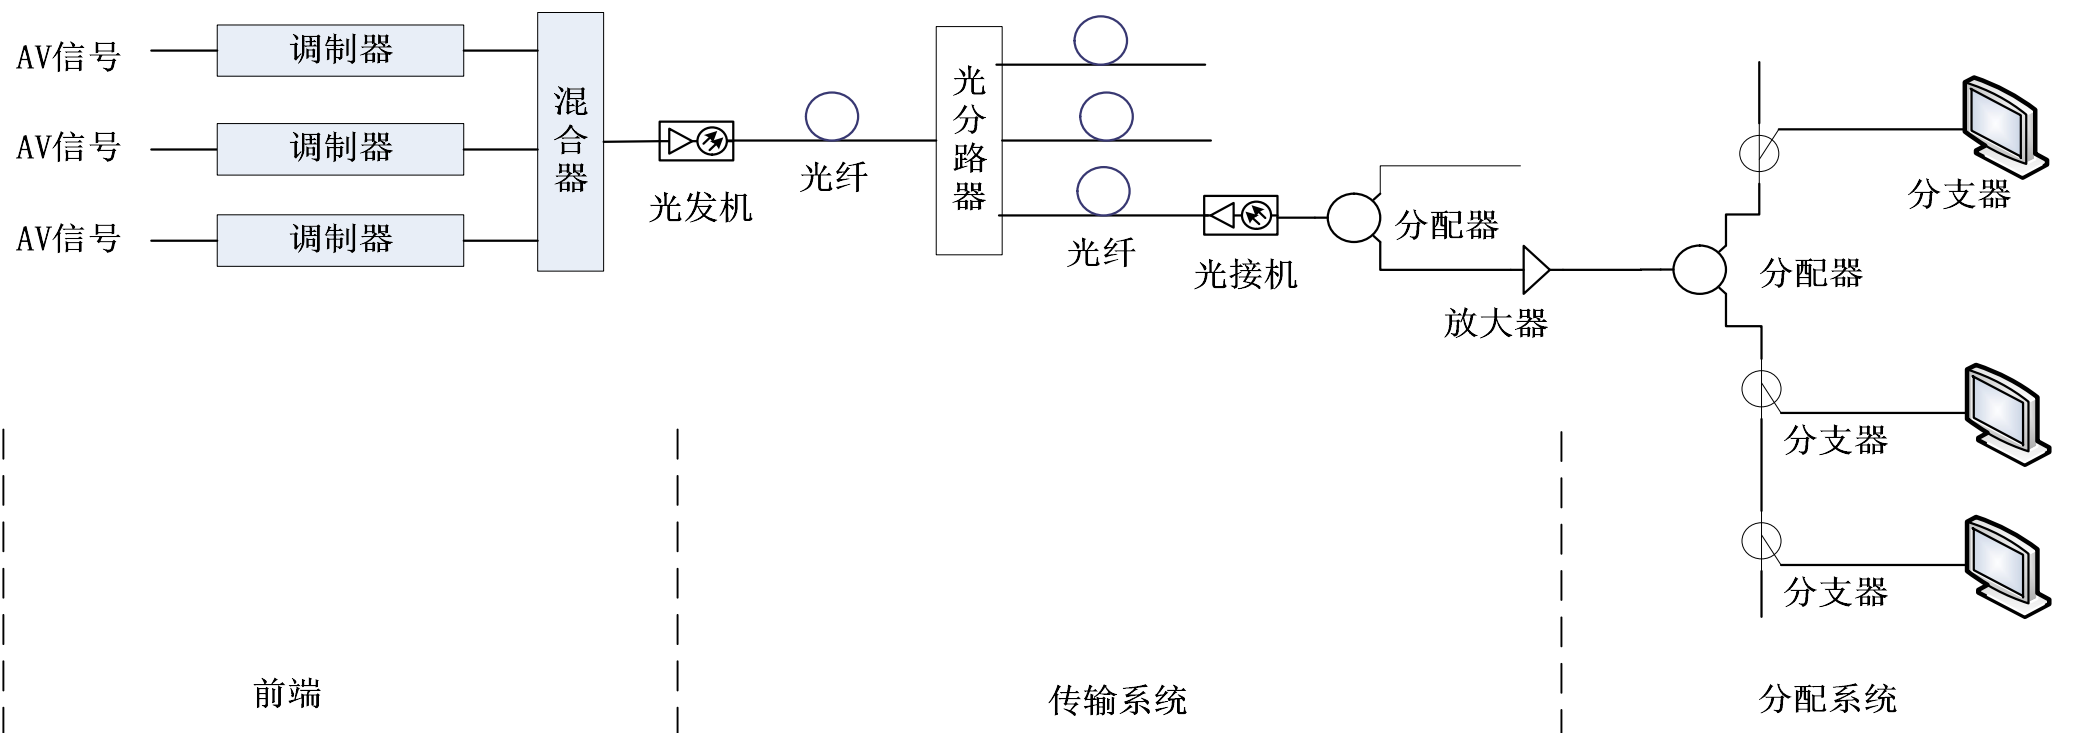 AV信号
调制器
AV信号
调制器
AV信号
调制器
混合器
光发机
光纤
光分路器
光纤
光接机
分配器
放大器
分配器
分支器
分支器
分支器
前端
传输系统
分配系统